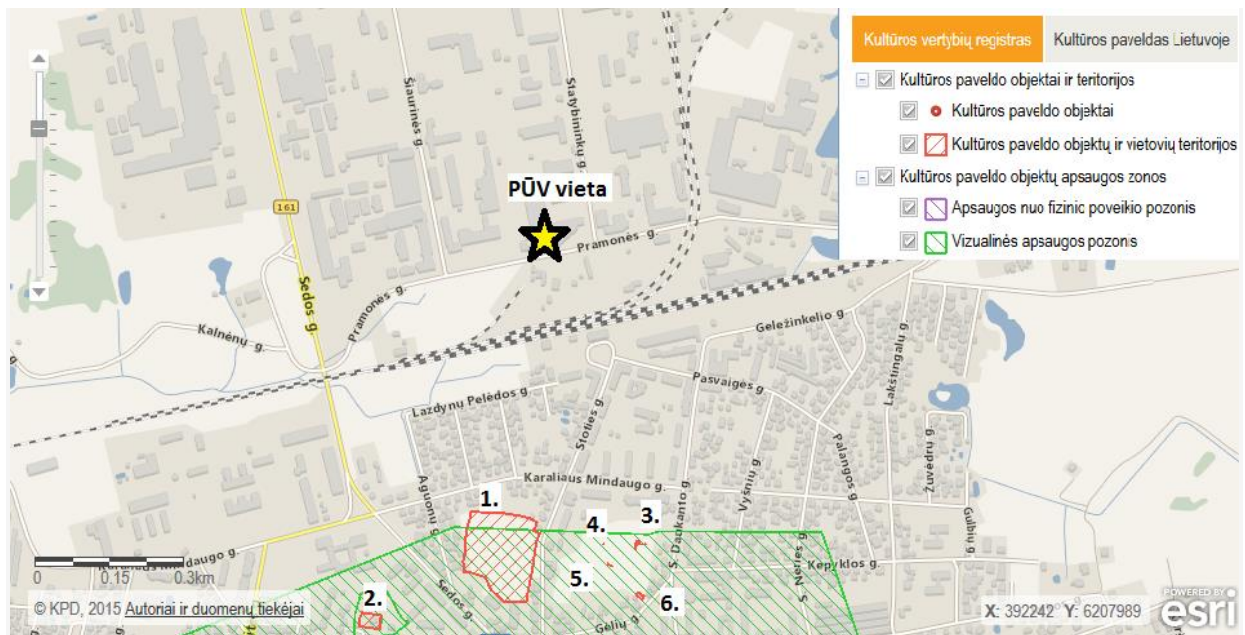 Kultūros vertybių registras
Kultūros paveldas Lietuvoje
Kultūros paveldo objektai ir teritorijos
Kultūros paveldo objektai
Kultūros paveldo objektų ir vietovių teritorijos
Kultūros paveldo objektų apsaugos zonos
Apsaugos nuo fizinio poveikio pozonis
Vizualinės apsaugos pozonis
Šiaurinės g.
Statybininkų g.
PŪV vieta
161
Pramonės g.
Sedos g.
Pramonės g.
Kalnėnų g.
g.
Geležinkelio g.
Lakštingalų g.
Pasvaigės g.
Lazdynų Pelėdos g.
Stoties g.
Palangos g.
Žuvėdrų g.
Aguonų g.
Karaliaus Mindaugo g.
Vyšnių g
S. Daukanto g.
Gulbių g.
1.
3.
4.
Karaliaus Mindaugo g.
Kepyklos g.
S. Nėries g.
5.
2.
6.
Sedos g.
Gėlių g.
0 0.15 0.3km
© KPD, 2015 Autoriai ir duomenų tiekėjai
X: 392242 Y: 6207989
POWERED BY
esri